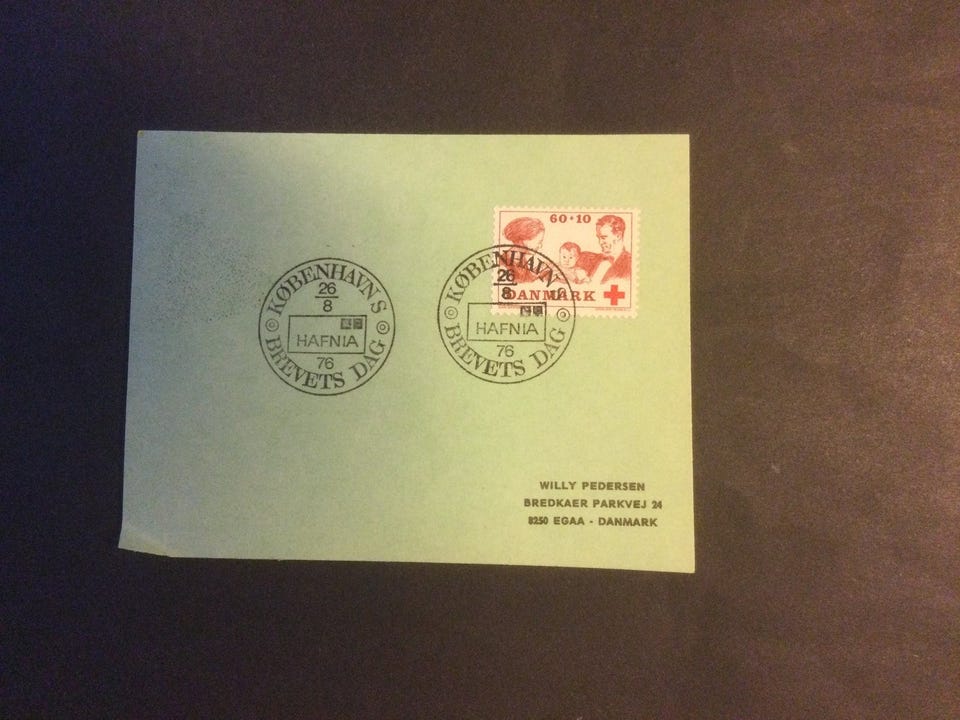 60+10
DANMARK
KØBENHAVNS
26
8
HAFNIA
76
BREVETS DAG
KØBENHAVNS
26
8
HAFNIA
76
BREVETS DAG
WILLY PEDERSEN
BREDKAER PARKVEJ 24
8250 EGAA - DANMARK